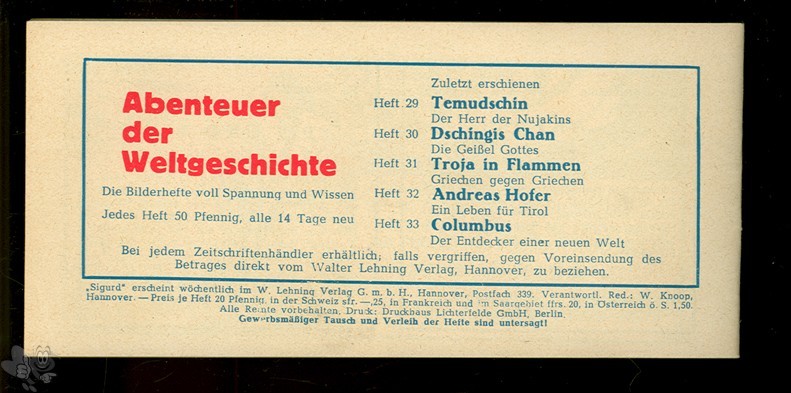 Abenteuer
der
Weltgeschichte
Die Bilderhefte voll Spannung und Wissen
Jedes Heft 50 Pfennig, alle 14 Tage neu
Zuletzt erschienen
Heft 29 Temudschin
Der Herr der Nujakins
Heft 30 Dschingis Chan
Die Geißel Gottes
Heft 31 Troja in Flammen
Griechen gegen Griechen
Heft 32 Andreas Hofer
Ein Leben für Tirol
Heft 33 Columbus
Der Entdecker einer neuen Welt
Bei jedem Zeitschriftenhändler erhältlich; falls vergriffen, gegen Voreinsendung des
Betrages direkt vom Walter Lehning Verlag, Hannover, zu beziehen.
„Sigurd" erscheint wöchentlich im W. Lehning Verlag G. m. b. H., Hannover, Postfach 339. Verantwortl. Red.: W. Knoop,
Hannover. — Preis je Heft 20 Pfennig, in der Schweiz sfr. —,25, in Frankreich und im Saargebiet ffrs. 20, in Österreich ö. S. 1,50.
Alle Rechte vorbehalten. Druck: Druckhaus Lichterfelde GmbH, Berlin.
Gewerbsmäßiger Tausch und Verleih der Hefte sind untersagt!